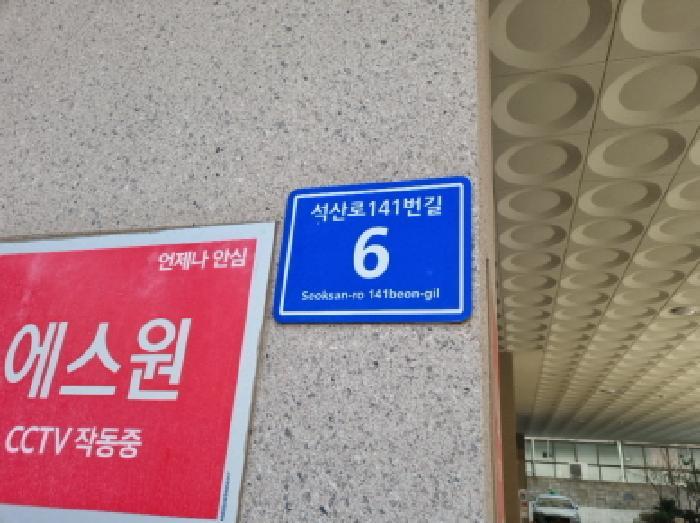 석산로141번길
6
Seoksan-ro 141beon-gil
언제나 안심
에스원
CCTV 작동중